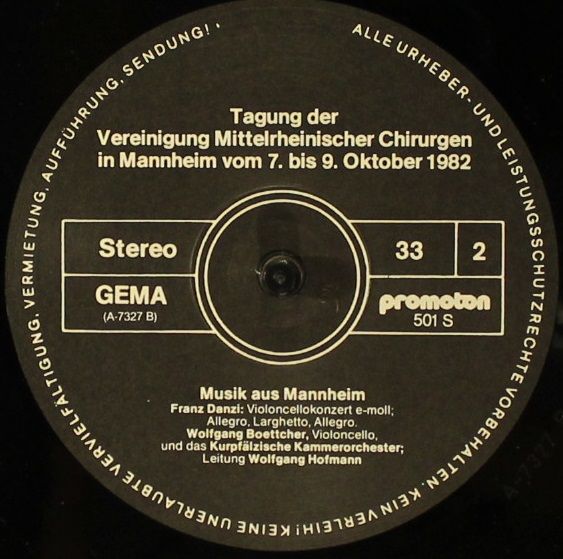 ALLE URHEBER- UND LEISTUNGSSCHUTZRECHTE VORBEHALTEN. KEIN VERLEIH! KEINE UNERLAUBTE VERVIELFÄLTIGUNG, VERMIETUNG, AUFFÜHRUNG, SENDUNG!
Tagung der
Vereinigung Mittelrheinischer Chirurgen
in Mannheim vom 7. bis 9. Oktober 1982
Stereo 33 2
GEMA promoton
(A-7327 B) 501 S
Musik aus Mannheim
Franz Danzi: Violoncellokonzert e-moll;
Allegro, Larghetto, Allegro.
Wolfgang Boettcher, Violoncello,
und das Kurpfälzische Kammerorchester;
Leitung Wolfgang Hofmann
A-7327 B